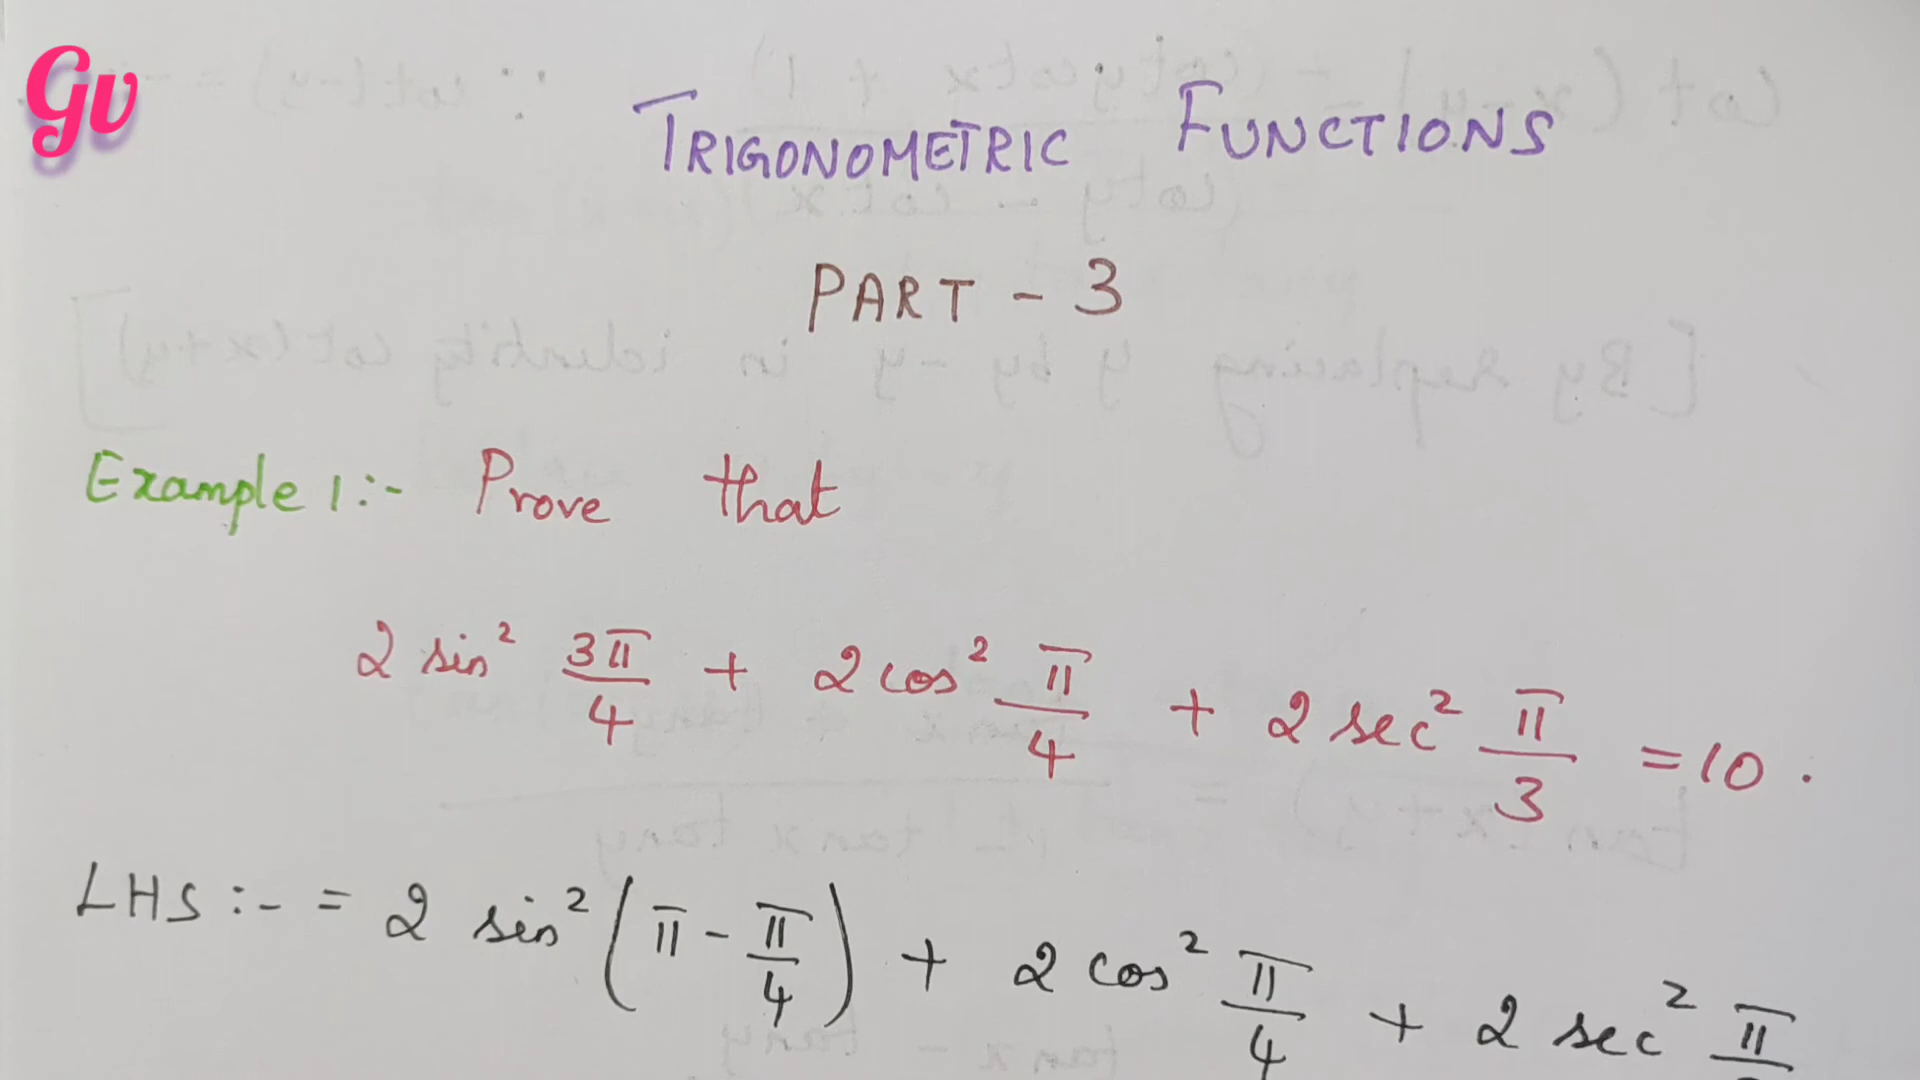 Gv
TRIGONOMETRIC FUNCTIONS
PART - 3
Example 1:- Prove that
2 sin² 3π/4 + 2 cos² π/4 + 2 sec² π/3 = 10.
LHS :- = 2 sin² (π - π/4) + 2 cos² π/4 + 2 sec² π